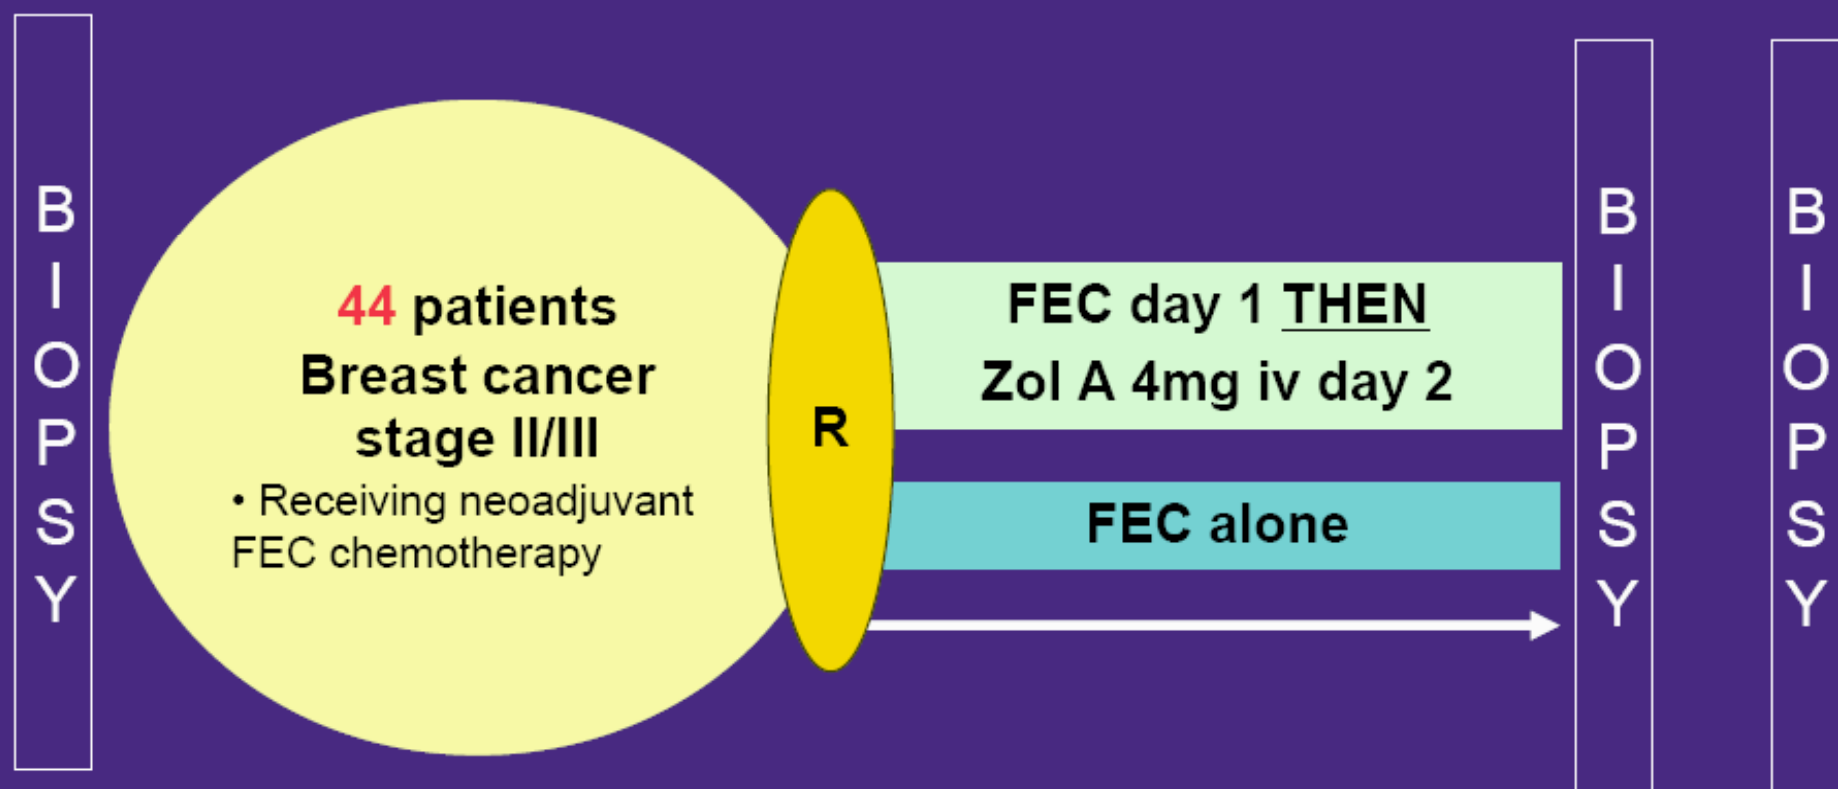 BIOPSY
44 patients
Breast cancer
stage II/III
• Receiving neoadjuvant
FEC chemotherapy
R
FEC day 1 THEN
Zol A 4mg iv day 2
FEC alone
BIOPSY
BIOPSY